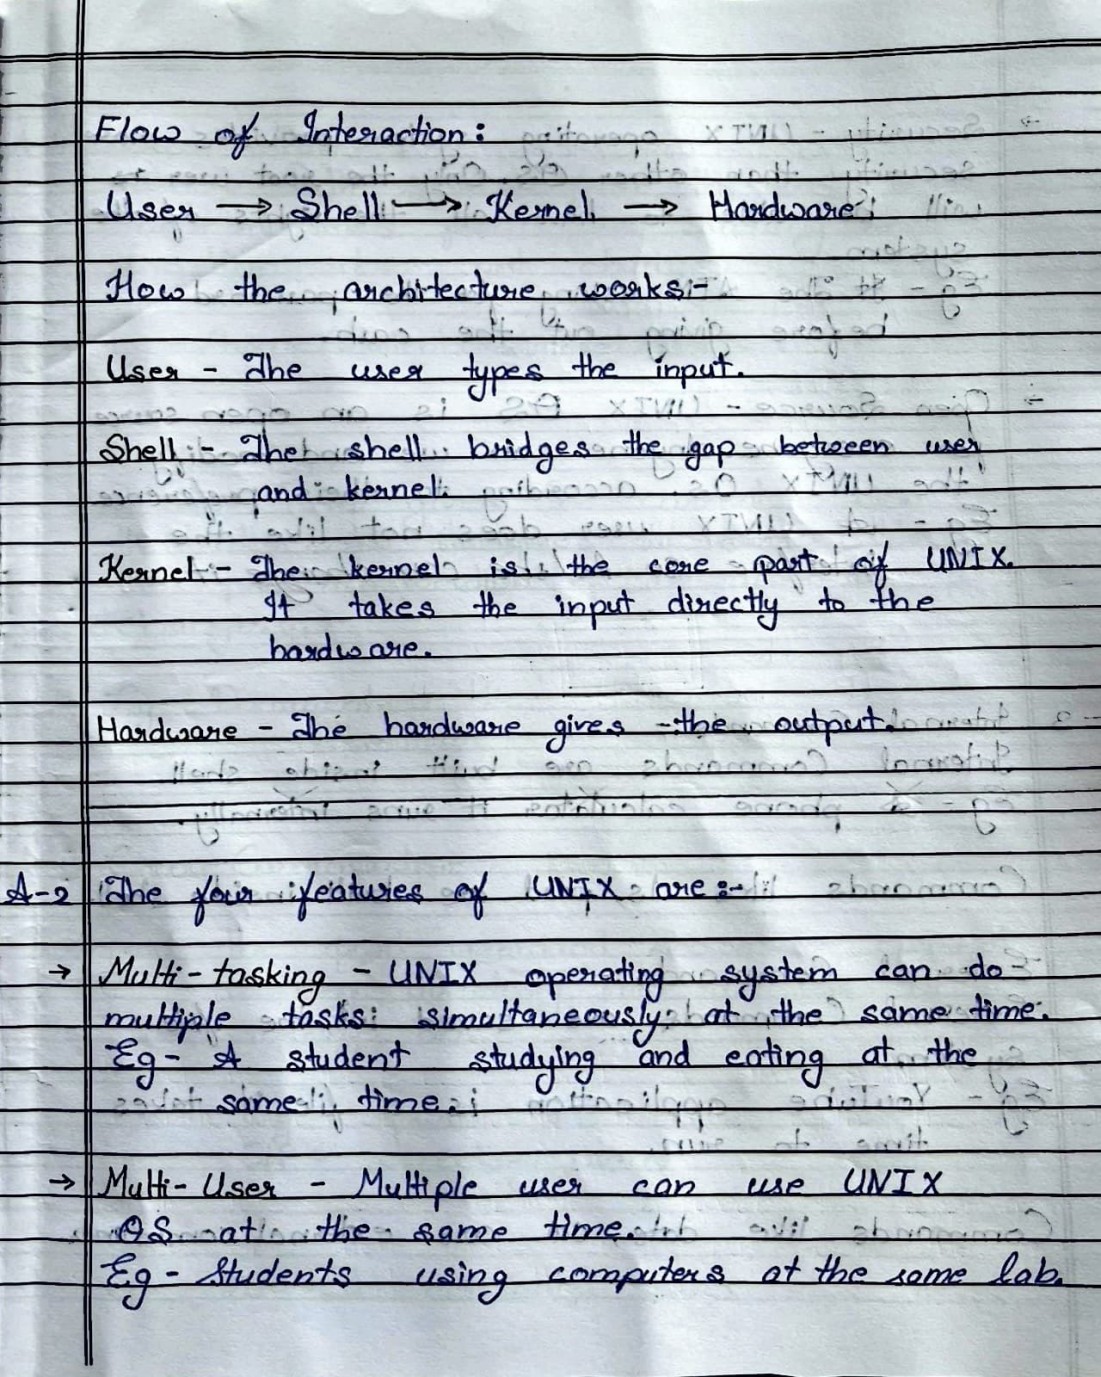 Flow of Interaction:
User → Shell → Kernel → Hardware
How the architecture works:-
User - The user types the input.
Shell - The shell bridges the gap between user
and kernel.
Kernel - The kernel is the core part of UNIX.
It takes the input directly to the
hardware.
Hardware - The hardware gives the output.
A-2 The four features of UNIX are :-
→ Multi-tasking - UNIX operating system can do
multiple tasks simultaneously at the same time.
Eg - A student studying and eating at the
same time.
→ Multi-User - Multiple user can use UNIX
OS at the same time.
Eg - Students using computers at the same lab.